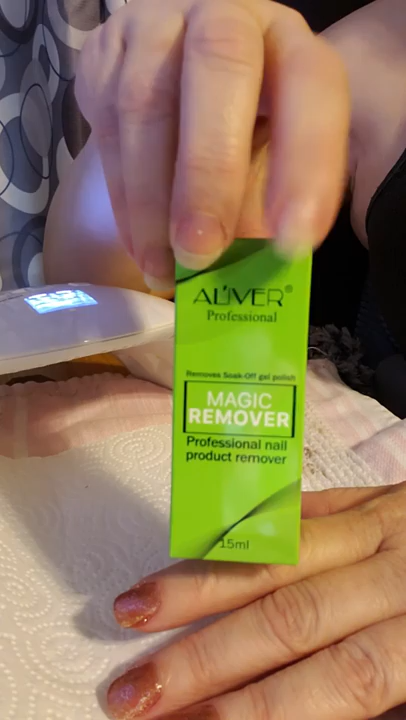 ALIVER®
Professional
Removes Soak-Off gel polish
MAGIC
REMOVER
Professional nail
product remover
15ml